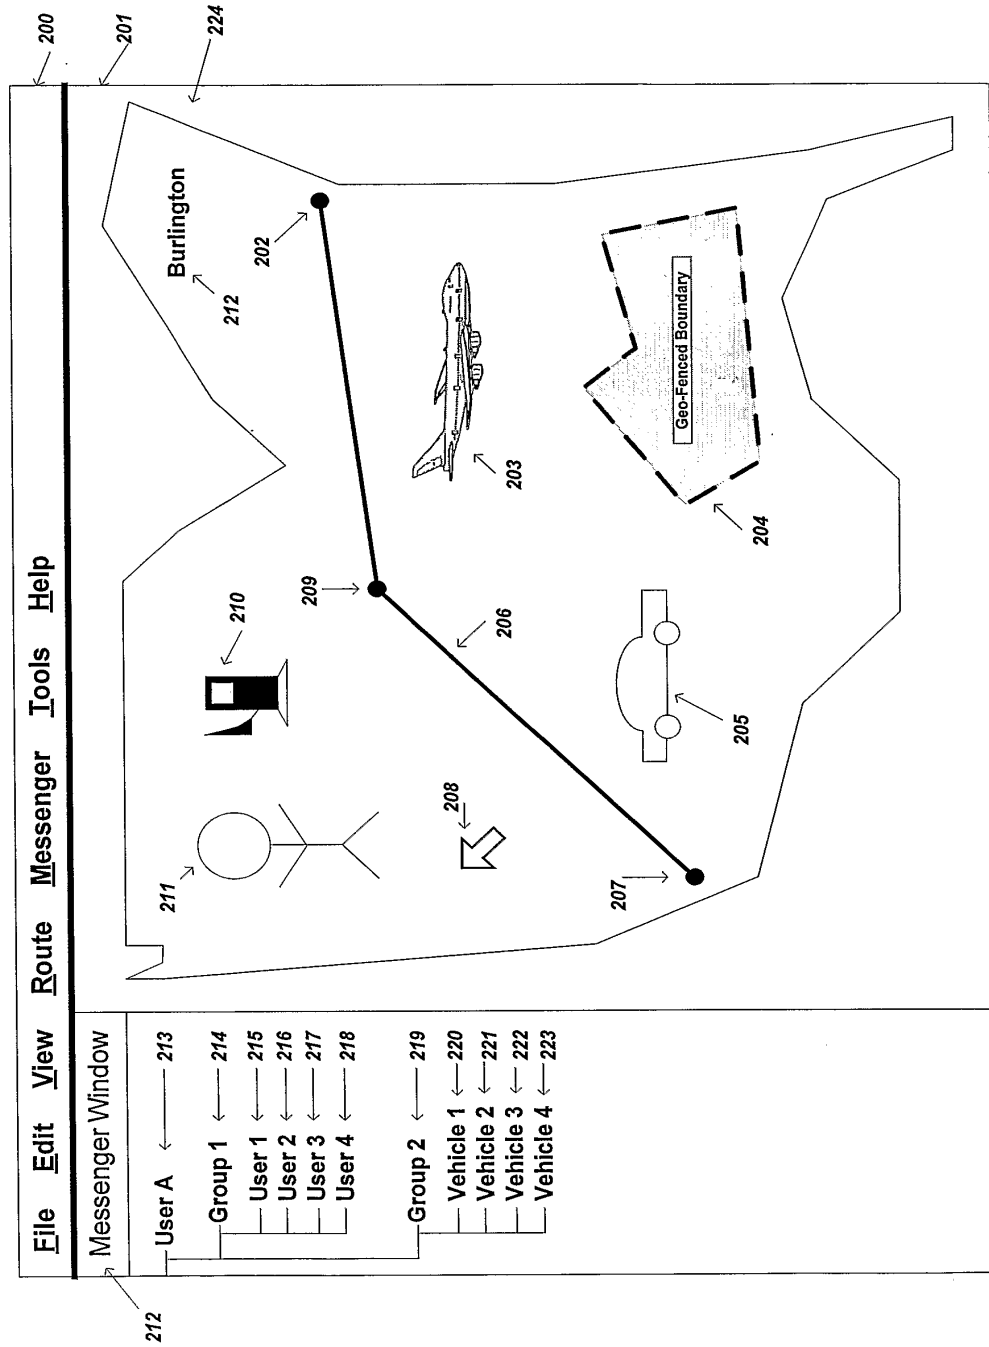 200
201
224
File Edit View Route Messenger Tools Help
Messenger Window
212
User A 213
Group 1 214
User 1 215
User 2 216
User 3 217
User 4 218
Group 2 219
Vehicle 1 220
Vehicle 2 221
Vehicle 3 222
Vehicle 4 223
211
210
Burlington
212
202
209
208
203
206
207
205
Geo-Fenced Boundary
204